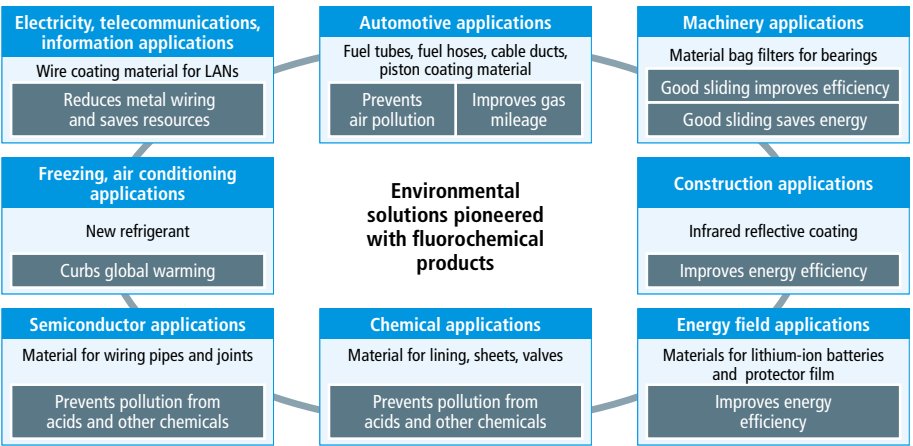 Electricity, telecommunications,
information applications
Wire coating material for LANs
Reduces metal wiring
and saves resources
Automotive applications
Fuel tubes, fuel hoses, cable ducts,
piston coating material
Prevents
air pollution
Improves gas
mileage
Machinery applications
Material bag filters for bearings
Good sliding improves efficiency
Good sliding saves energy
Freezing, air conditioning
applications
New refrigerant
Curbs global warming
Environmental
solutions pioneered
with fluorochemical
products
Construction applications
Infrared reflective coating
Improves energy efficiency
Semiconductor applications
Material for wiring pipes and joints
Prevents pollution from
acids and other chemicals
Chemical applications
Material for lining, sheets, valves
Prevents pollution from
acids and other chemicals
Energy field applications
Materials for lithium-ion batteries
and protector film
Improves energy
efficiency